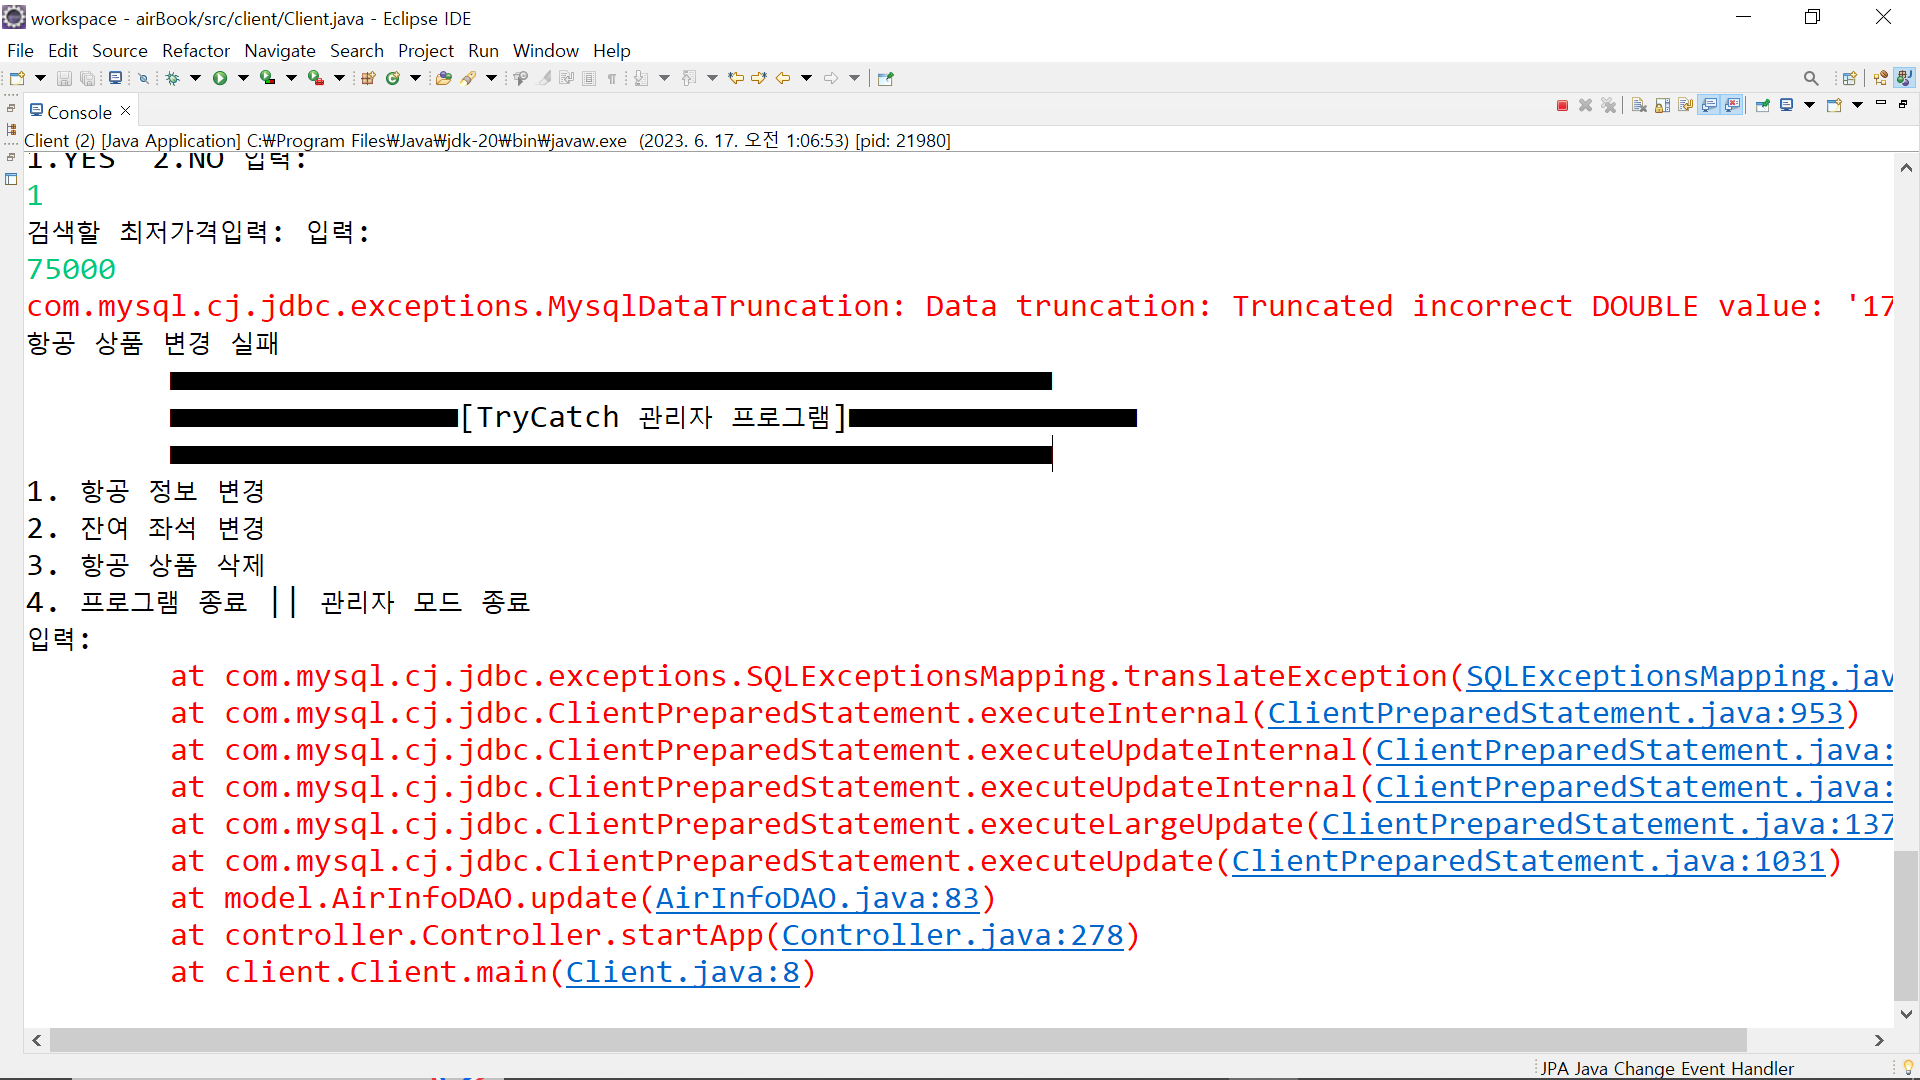 workspace - airBook/src/client/Client.java - Eclipse IDE
File Edit Source Refactor Navigate Search Project Run Window Help
Console
Client (2) [Java Application] C:₩Program Files₩Java₩jdk-20₩bin₩javaw.exe (2023. 6. 17. 오전 1:06:53) [pid: 21980]
1.YES 2.NO 입력:
1
검색할 최저가격입력: 입력:
75000
com.mysql.cj.jdbc.exceptions.MysqlDataTruncation: Data truncation: Truncated incorrect DOUBLE value: '17
항공 상품 변경 실패
[TryCatch 관리자 프로그램]
1. 항공 정보 변경
2. 잔여 좌석 변경
3. 항공 상품 삭제
4. 프로그램 종료 || 관리자 모드 종료
입력:
at com.mysql.cj.jdbc.exceptions.SQLExceptionsMapping.translateException(SQLExceptionsMapping.jav
at com.mysql.cj.jdbc.ClientPreparedStatement.executeInternal(ClientPreparedStatement.java:953)
at com.mysql.cj.jdbc.ClientPreparedStatement.executeUpdateInternal(ClientPreparedStatement.java:
at com.mysql.cj.jdbc.ClientPreparedStatement.executeUpdateInternal(ClientPreparedStatement.java:
at com.mysql.cj.jdbc.ClientPreparedStatement.executeLargeUpdate(ClientPreparedStatement.java:137
at com.mysql.cj.jdbc.ClientPreparedStatement.executeUpdate(ClientPreparedStatement.java:1031)
at model.AirInfoDAO.update(AirInfoDAO.java:83)
at controller.Controller.startApp(Controller.java:278)
at client.Client.main(Client.java:8)
JPA Java Change Event Handler